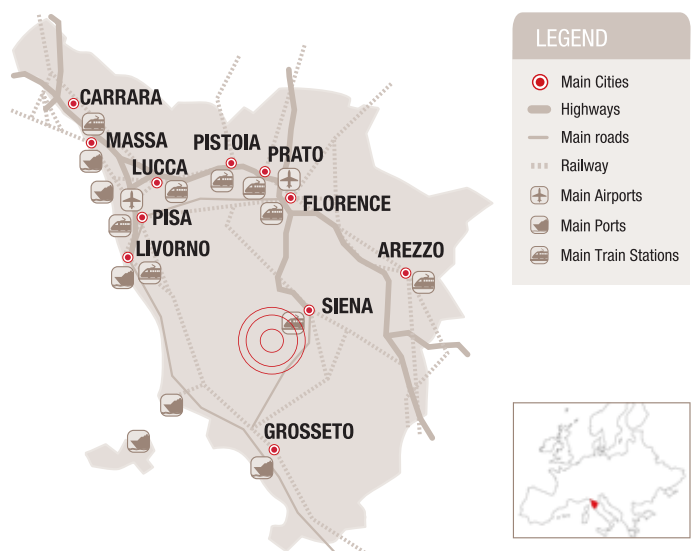 CARRARA
MASSA
PISTOIA
PRATO
LUCCA
FLORENCE
PISA
LIVORNO
AREZZO
SIENA
GROSSETO
LEGEND
Main Cities
Highways
Main roads
Railway
Main Airports
Main Ports
Main Train Stations